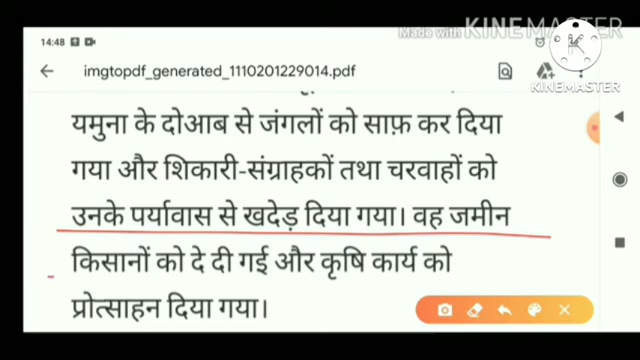 Made with KINEMASTER
14:48
KINEMASTER
imgtopdf_generated_1110201229014.pdf
यमुना के दोआब से जंगलों को साफ़ कर दिया
गया और शिकारी-संग्राहकों तथा चरवाहों को
उनके पर्यावास से खदेड़ दिया गया। वह जमीन
किसानों को दे दी गई और कृषि कार्य को
प्रोत्साहन दिया गया।